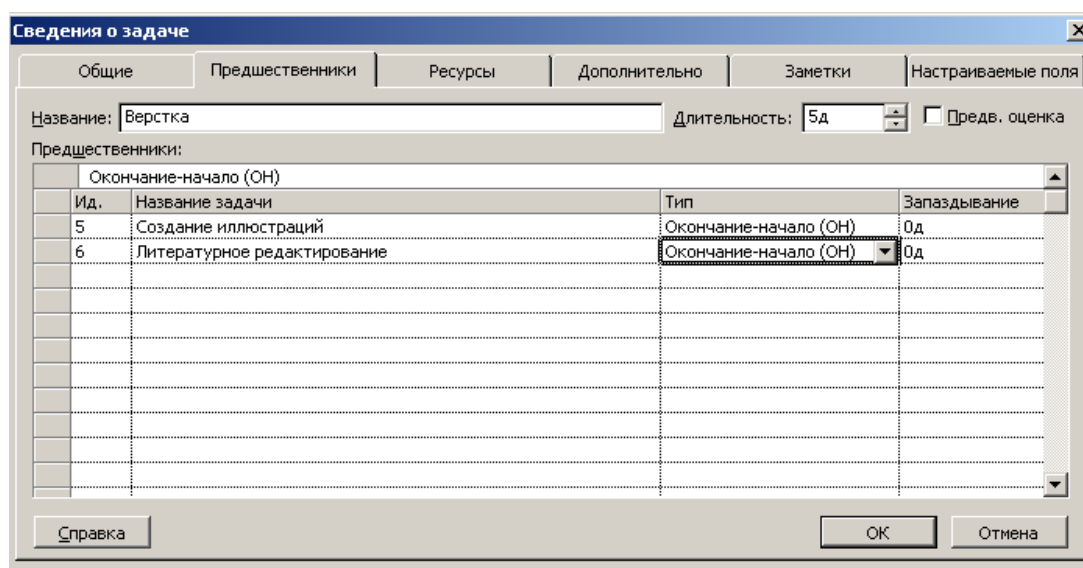 Сведения о задаче
Общие Предшественники Ресурсы Дополнительно Заметки Настраиваемые поля
Название: Верстка Длительность: 5д Предв. оценка
Предшественники:
Окончание-начало (ОН)
Ид. Название задачи Тип Запаздывание
5 Создание иллюстраций Окончание-начало (ОН) 0д
6 Литературное редактирование Окончание-начало (ОН) 0д
Справка ОК Отмена